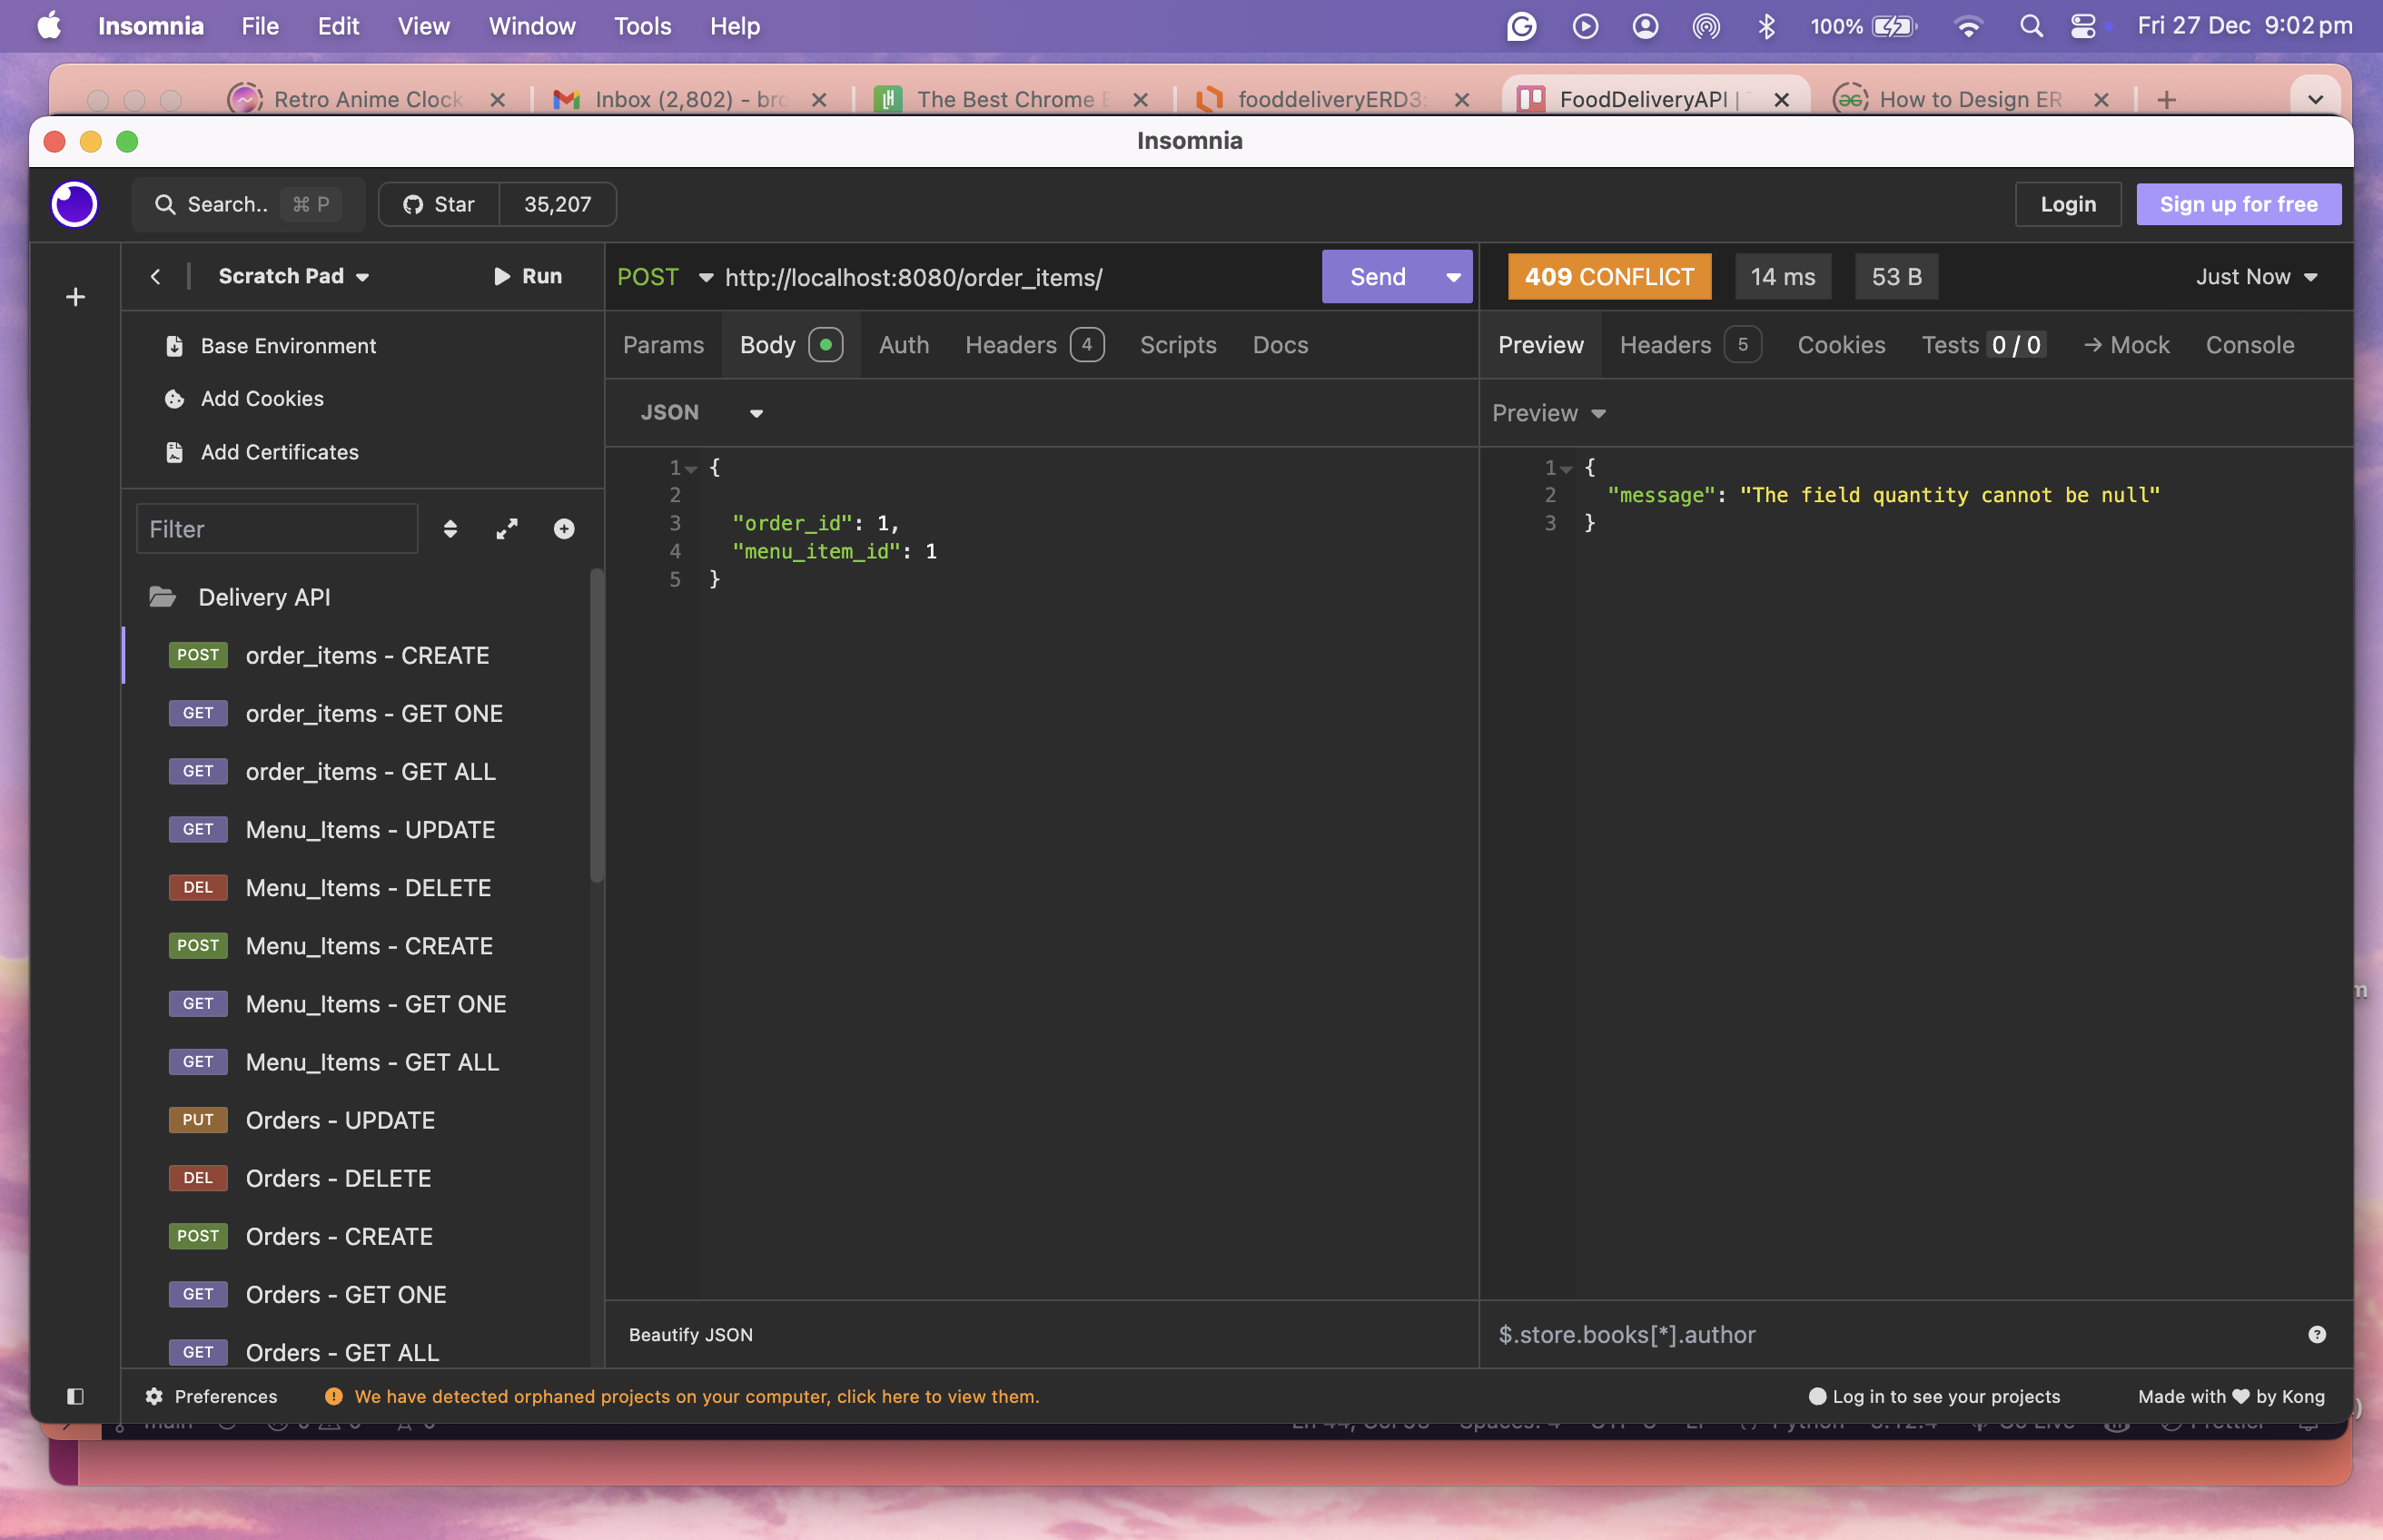 Insomnia File Edit View Window Tools Help 100% Fri 27 Dec 9:02 pm
Retro Anime Clock Inbox (2,802) - bro The Best Chrome E fooddeliveryERD3: FoodDeliveryAPI | How to Design ER
Insomnia
Search.. ⌘ P Star 35,207 Login Sign up for free
Scratch Pad Run
POST http://localhost:8080/order_items/ Send
409 CONFLICT 14 ms 53 B Just Now
Base Environment
Add Cookies
Add Certificates
Params Body Auth Headers 4 Scripts Docs
Preview Headers 5 Cookies Tests 0 / 0 → Mock Console
JSON
Preview
1 {
2
3 "order_id": 1,
4 "menu_item_id": 1
5 }
1 {
2 "message": "The field quantity cannot be null"
3 }
Filter
Delivery API
POST order_items - CREATE
GET order_items - GET ONE
GET order_items - GET ALL
GET Menu_Items - UPDATE
DEL Menu_Items - DELETE
POST Menu_Items - CREATE
GET Menu_Items - GET ONE
GET Menu_Items - GET ALL
PUT Orders - UPDATE
DEL Orders - DELETE
POST Orders - CREATE
GET Orders - GET ONE
GET Orders - GET ALL
Beautify JSON
$.store.books[*].author
Preferences We have detected orphaned projects on your computer, click here to view them. Log in to see your projects Made with ♥ by Kong